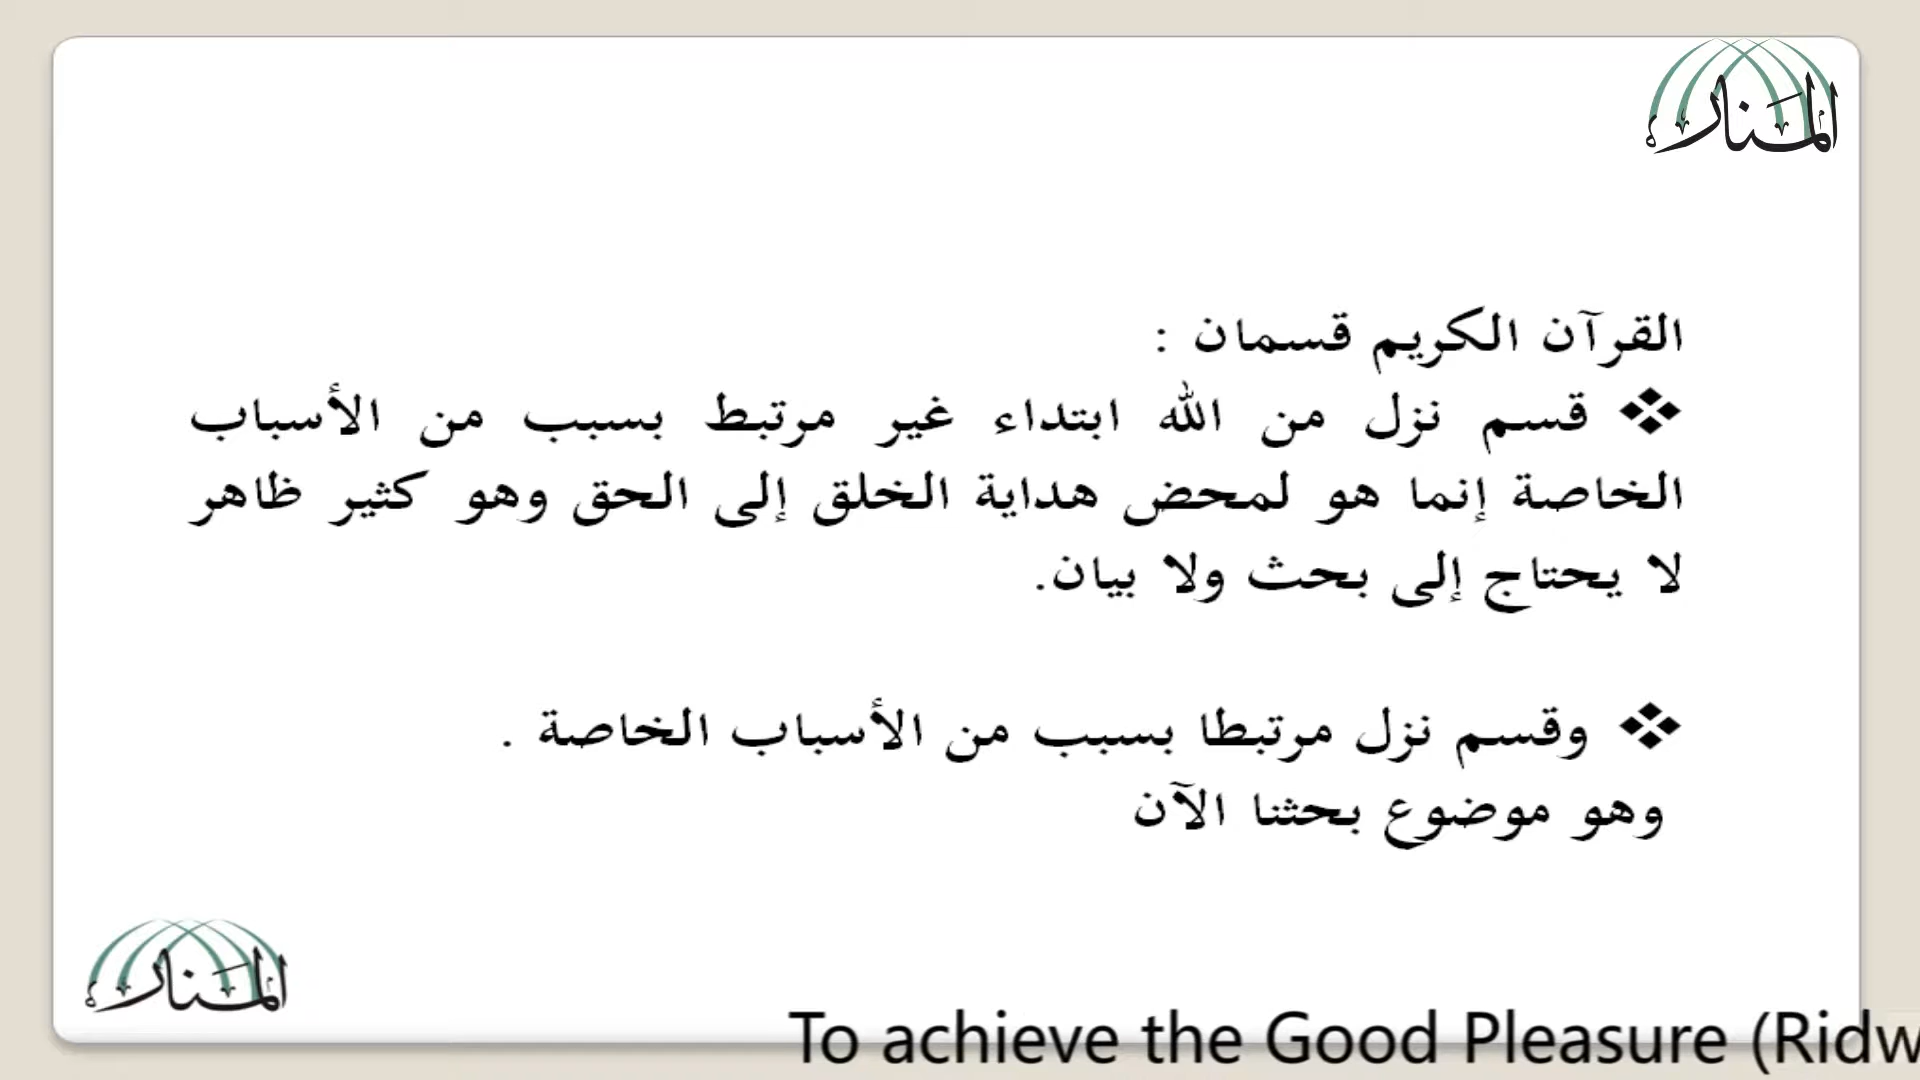 المنار
القرآن الكريم قسمان :
❖ قسم نزل من الله ابتداء غير مرتبط بسبب من الأسباب
الخاصة إنما هو لمحض هداية الخلق إلى الحق وهو كثير ظاهر
لا يحتاج إلى بحث ولا بيان.
❖ وقسم نزل مرتبطا بسبب من الأسباب الخاصة .
وهو موضوع بحثنا الآن
المنار
To achieve the Good Pleasure (Ridw